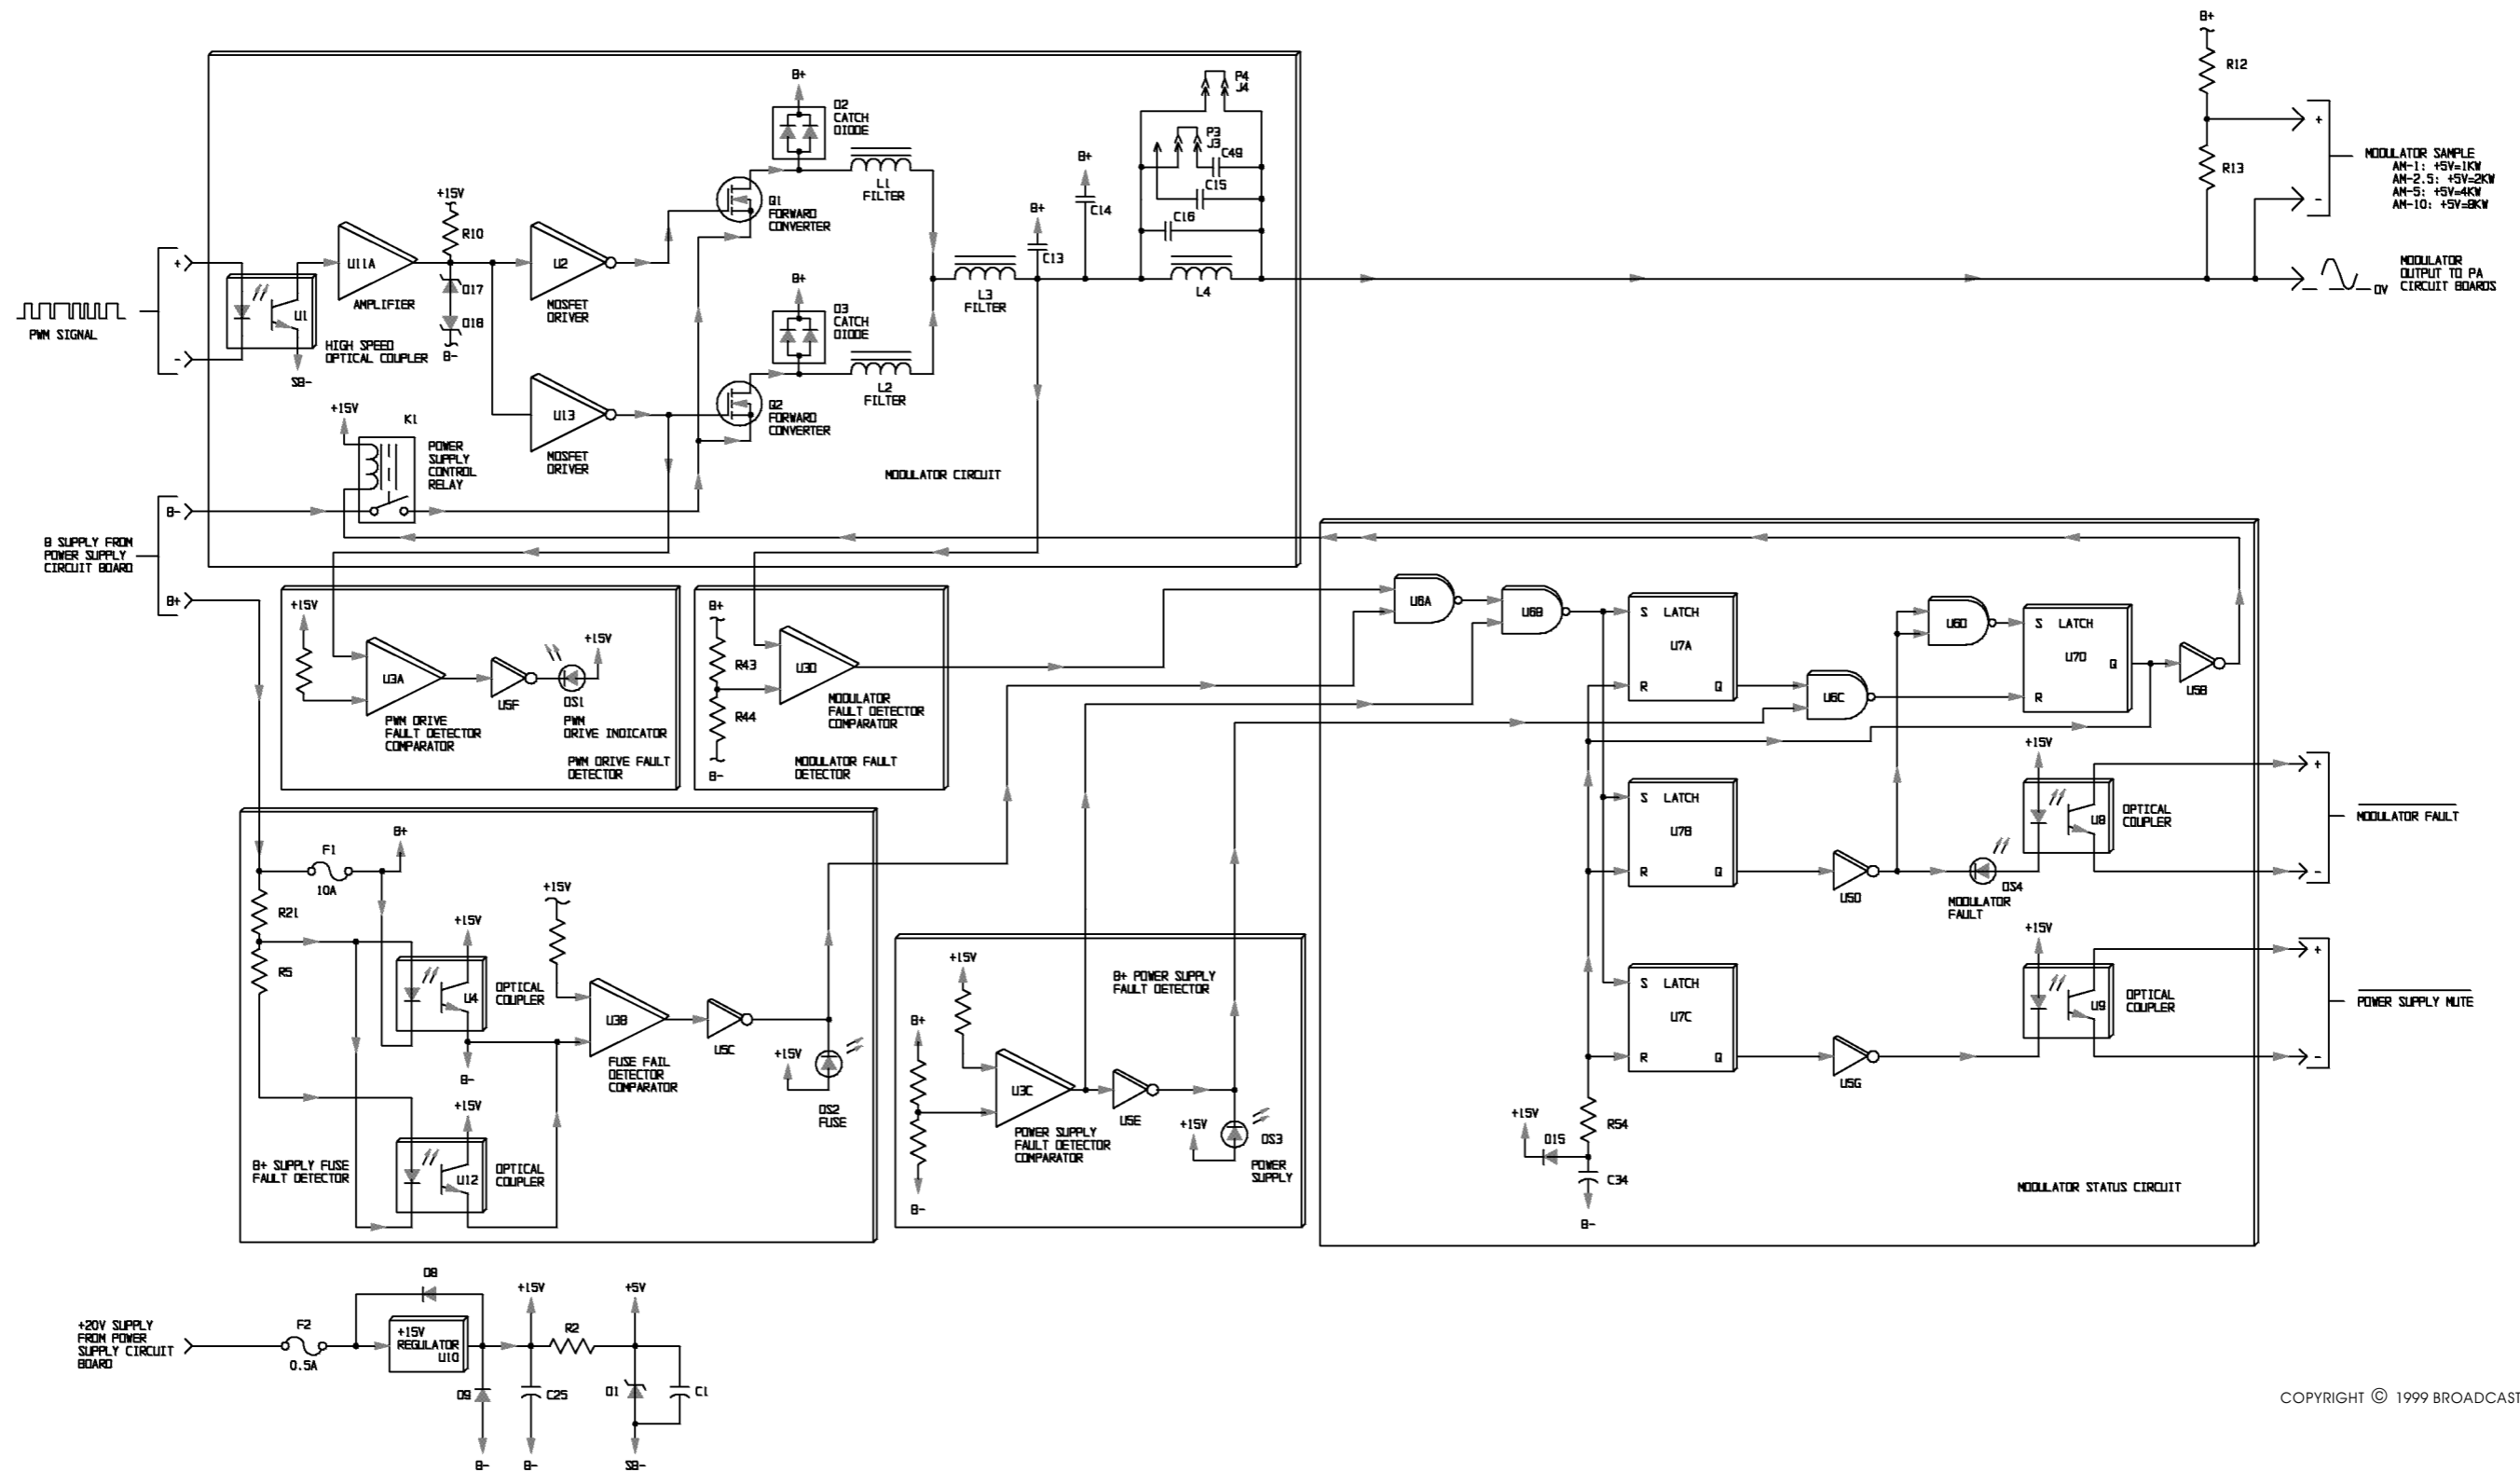 B+
R12
R13
+
-
MODULATOR SAMPLE
AM-1: +5V=1KW
AM-2.5: +5V=2KW
AM-5: +5V=4KW
AM-10: +5V=8KW
MODULATOR
OUTPUT TO PA
CIRCUIT BOARDS
0V
PWM SIGNAL
+
-
U1
HIGH SPEED
OPTICAL COUPLER
SB-
U11A
AMPLIFIER
+15V
R10
D17
D18
B-
U2
MOSFET
DRIVER
U13
MOSFET
DRIVER
B+
D2
CATCH
DIODE
Q1
FORWARD
CONVERTER
L1
FILTER
B+
D3
CATCH
DIODE
Q2
FORWARD
CONVERTER
L2
FILTER
L3
FILTER
B+
C13
B+
C14
P4
J4
P3
J3
C49
C15
C16
L4
+15V
K1
POWER
SUPPLY
CONTROL
RELAY
MODULATOR CIRCUIT
B-
B SUPPLY FROM
POWER SUPPLY
CIRCUIT BOARD
B+
+15V
U3A
PWM DRIVE
FAULT DETECTOR
COMPARATOR
U5F
+15V
DS1
PWM
DRIVE INDICATOR
PWM DRIVE FAULT
DETECTOR
B+
R43
R44
B-
U3D
MODULATOR
FAULT DETECTOR
COMPARATOR
MODULATOR FAULT
DETECTOR
F1
10A
B+
R21
R5
+15V
U4
OPTICAL
COUPLER
B-
+15V
U12
OPTICAL
COUPLER
+15V
U3B
FUSE FAIL
DETECTOR
COMPARATOR
U5C
+15V
DS2
FUSE
B+ SUPPLY FUSE
FAULT DETECTOR
+15V
B+
B-
U3C
POWER SUPPLY
FAULT DETECTOR
COMPARATOR
B+ POWER SUPPLY
FAULT DETECTOR
U5E
+15V
DS3
POWER
SUPPLY
U6A
U6B
S LATCH
U7A
R Q
U6C
U6D
S LATCH
U7D
Q
R
U5B
S LATCH
U7B
R Q
U5D
DS4
MODULATOR
FAULT
+15V
U8
OPTICAL
COUPLER
+
-
MODULATOR FAULT
S LATCH
U7C
R Q
U5G
+15V
U9
OPTICAL
COUPLER
+
-
POWER SUPPLY MUTE
+15V
D15
R54
C34
B-
MODULATOR STATUS CIRCUIT
+20V SUPPLY
FROM POWER
SUPPLY CIRCUIT
BOARD
F2
0.5A
D8
+15V
REGULATOR
U10
D9
B-
+15V
C25
B-
R2
+5V
D1
C1
SB-
COPYRIGHT © 1999 BROADCAST